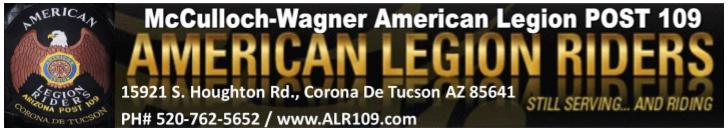 AMERICAN
LEGION
RIDERS
ARIZONA POST 109
CORONA DE TUCSON
McCulloch-Wagner American Legion POST 109
AMERICAN LEGION RIDERS
15921 S. Houghton Rd., Corona De Tucson AZ 85641
STILL SERVING... AND RIDING
PH# 520-762-5652 / www.ALR109.com